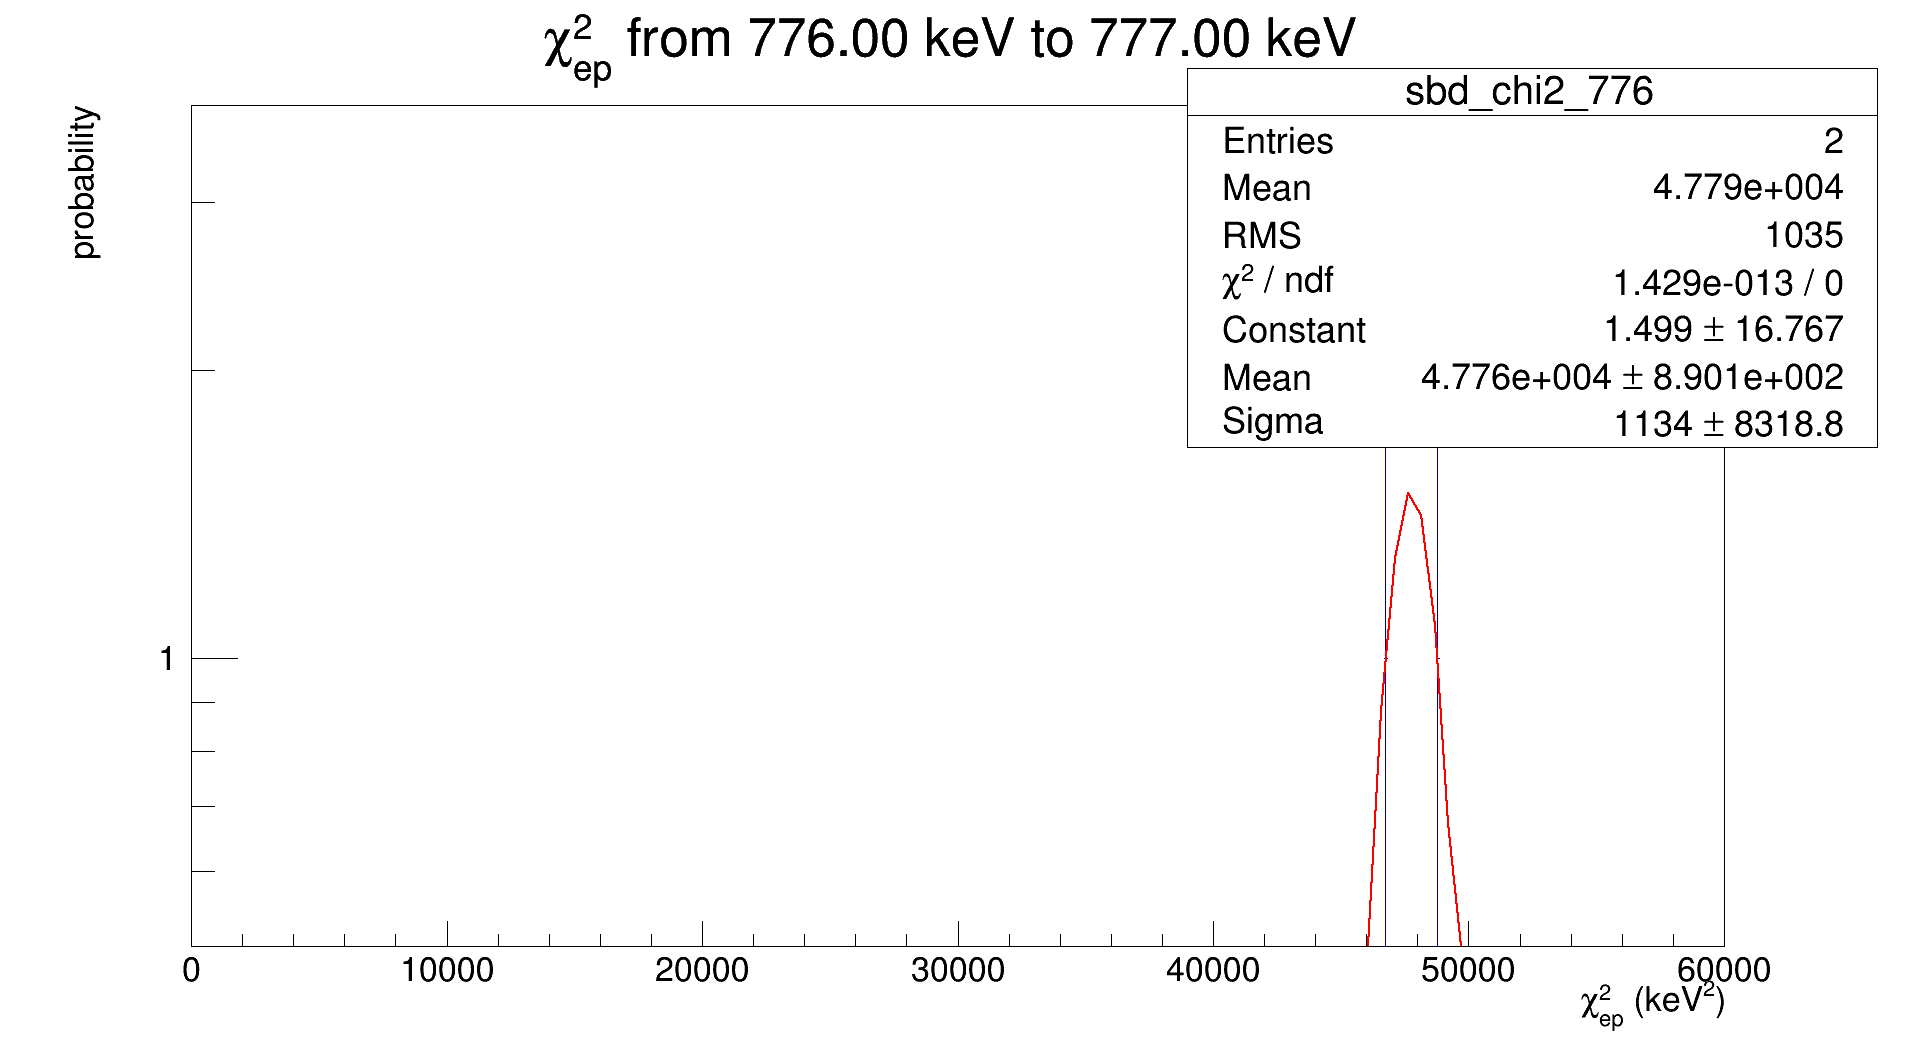 χ²ep from 776.00 keV to 777.00 keV
probability
sbd_chi2_776
Entries 2
Mean 4.779e+004
RMS 1035
χ² / ndf 1.429e-013 / 0
Constant 1.499 ± 16.767
Mean 4.776e+004 ± 8.901e+002
Sigma 1134 ± 8318.8
1
0 10000 20000 30000 40000 50000 60000
χ²ep (keV²)